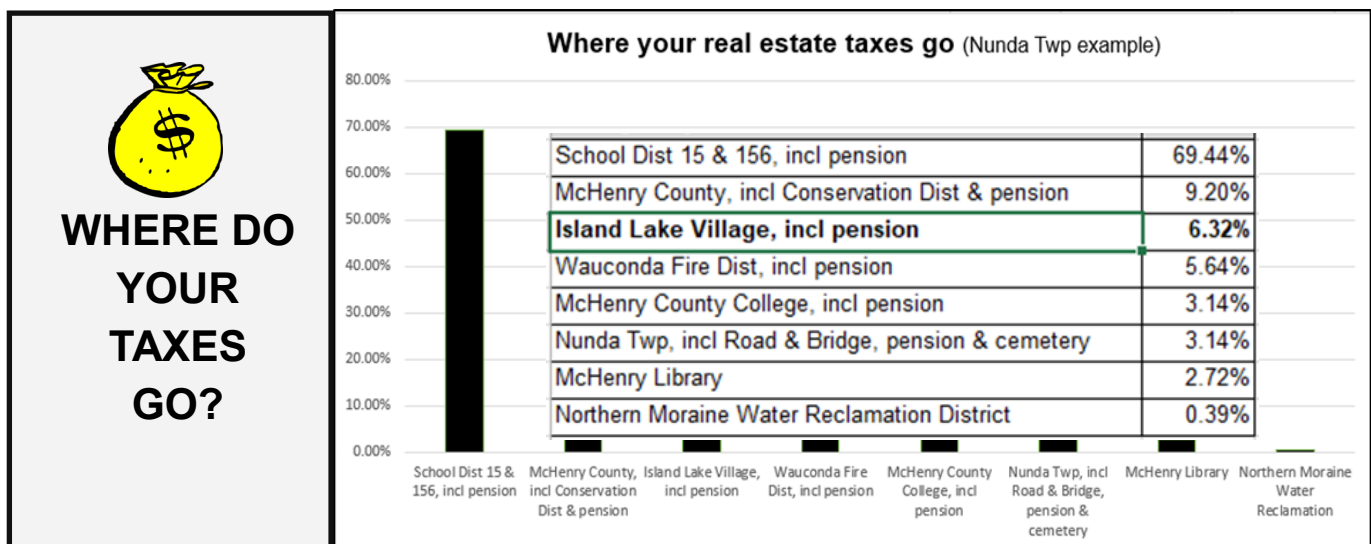 $
WHERE DO
YOUR
TAXES
GO?
Where your real estate taxes go (Nunda Twp example)
80.00%
70.00%
60.00%
50.00%
40.00%
30.00%
20.00%
10.00%
0.00%
School Dist 15 & 156, incl pension 69.44%
McHenry County, incl Conservation Dist & pension 9.20%
Island Lake Village, incl pension 6.32%
Wauconda Fire Dist, incl pension 5.64%
McHenry County College, incl pension 3.14%
Nunda Twp, incl Road & Bridge, pension & cemetery 3.14%
McHenry Library 2.72%
Northern Moraine Water Reclamation District 0.39%
School Dist 15 &
156, incl pension
McHenry County,
incl Conservation
Dist & pension
Island Lake Village,
incl pension
Wauconda Fire
Dist, incl pension
McHenry County
College, incl
pension
Nunda Twp, incl
Road & Bridge,
pension &
cemetery
McHenry Library
Northern Moraine
Water
Reclamation